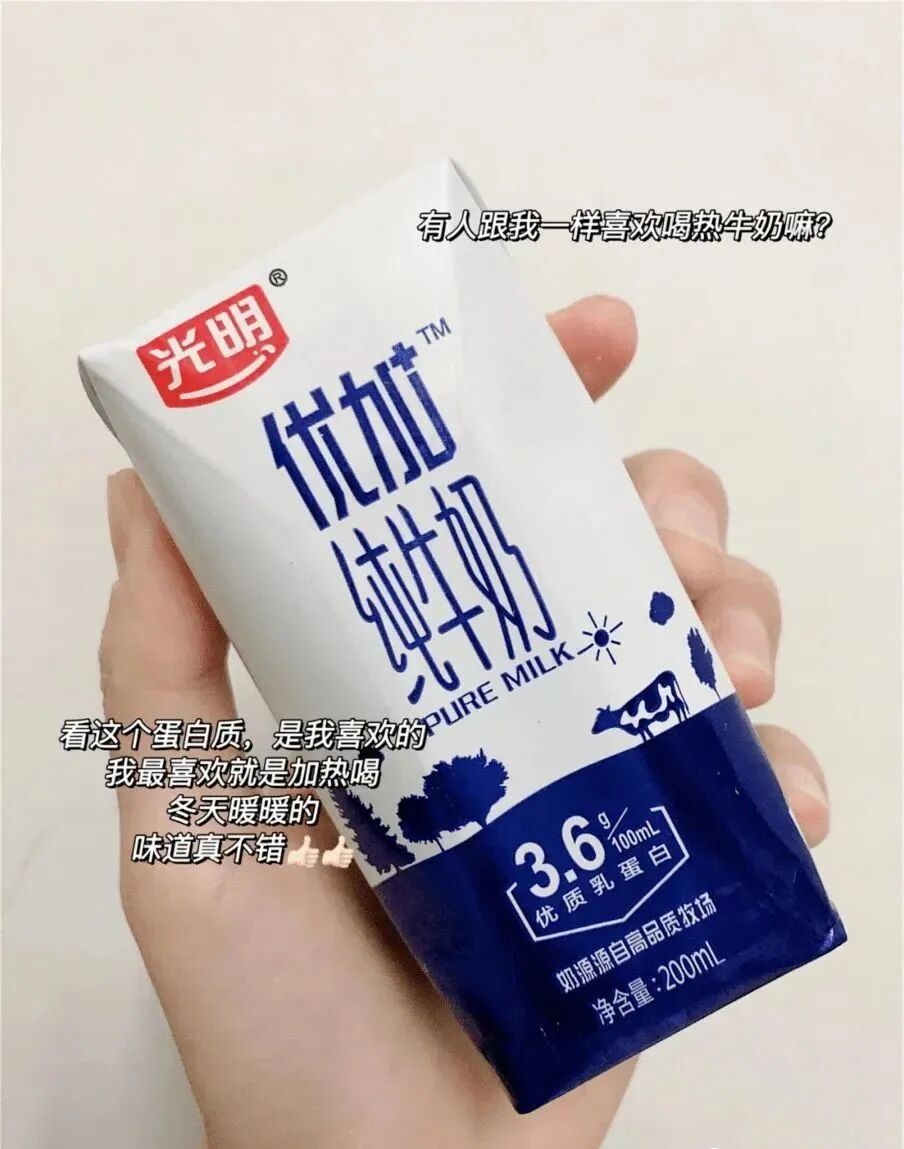 有人跟我一样喜欢喝热牛奶嘛?
光明®
优加+™
纯牛奶
PURE MILK
看这个蛋白质,是我喜欢的
我最喜欢就是加热喝
冬天暖暖的
味道真不错👍🏻👍🏻
3.6g/100mL
优质乳蛋白
奶源源自高品质牧场
净含量:200mL